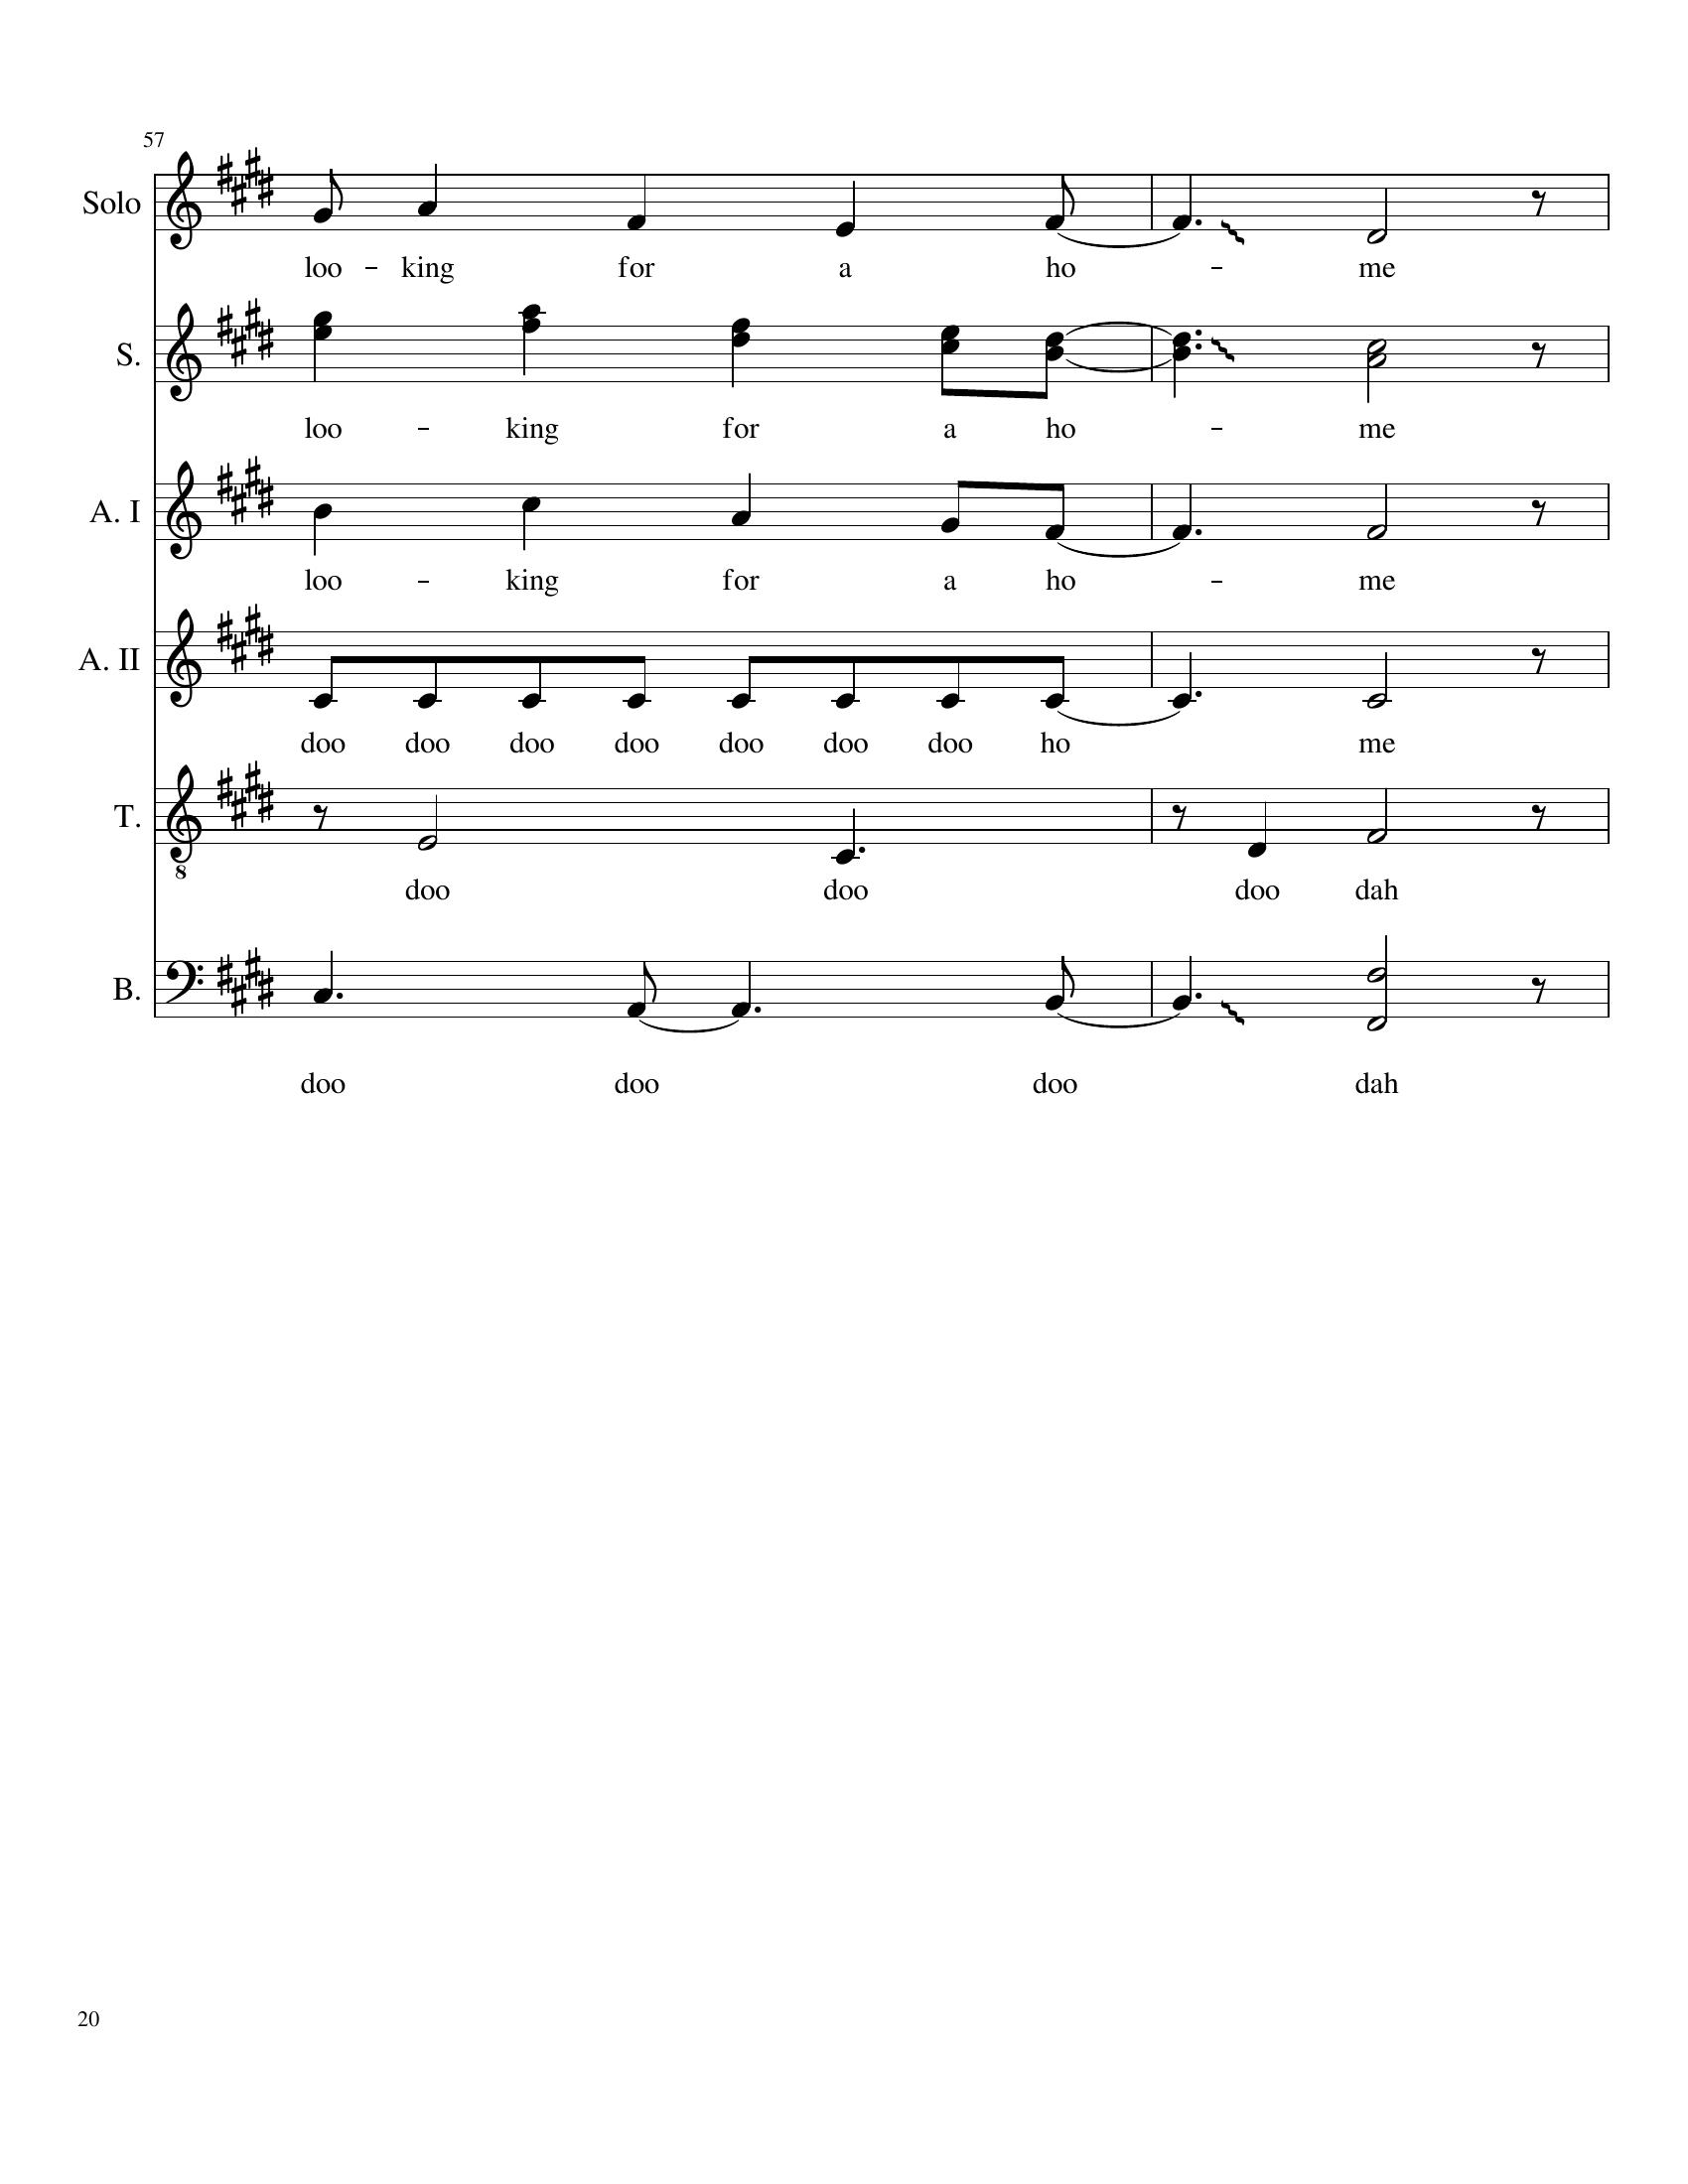 57
Solo
loo - king for a ho - me
S.
loo - king for a ho - me
A. I
loo - king for a ho - me
A. II
doo doo doo doo doo doo doo ho me
T.
8
doo doo doo dah
B.
doo doo doo dah
20